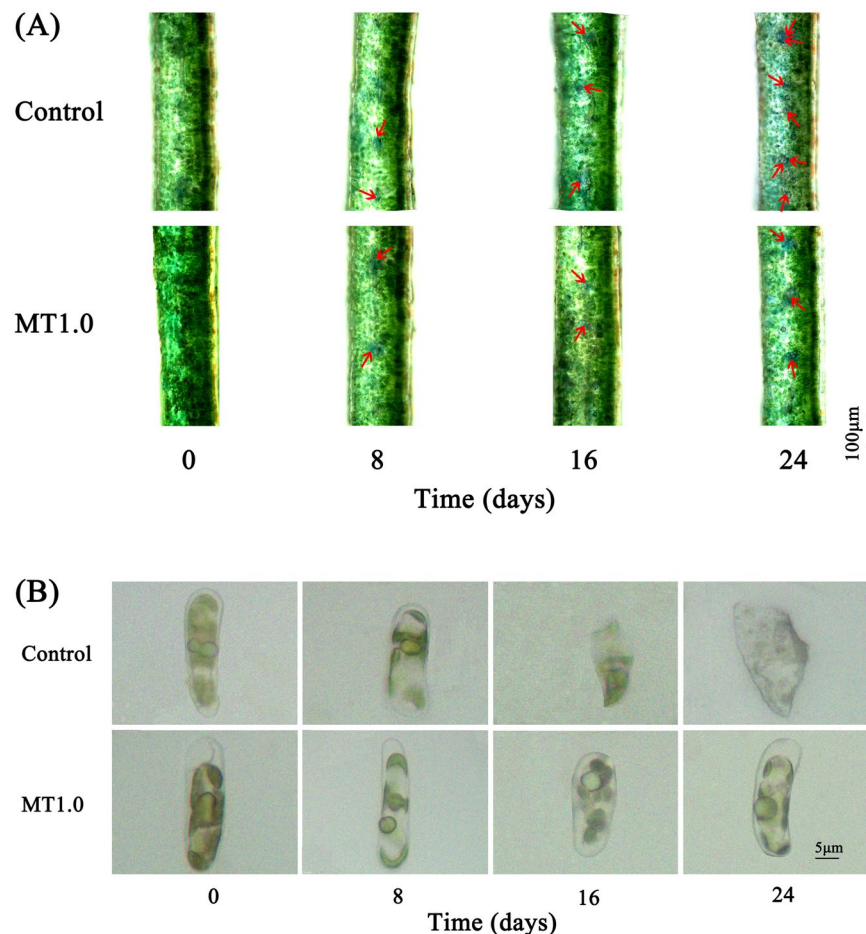 (A)
Control
MT1.0
0 8 16 24
100μm
Time (days)
(B)
Control
MT1.0
5μm
0 8 16 24
Time (days)